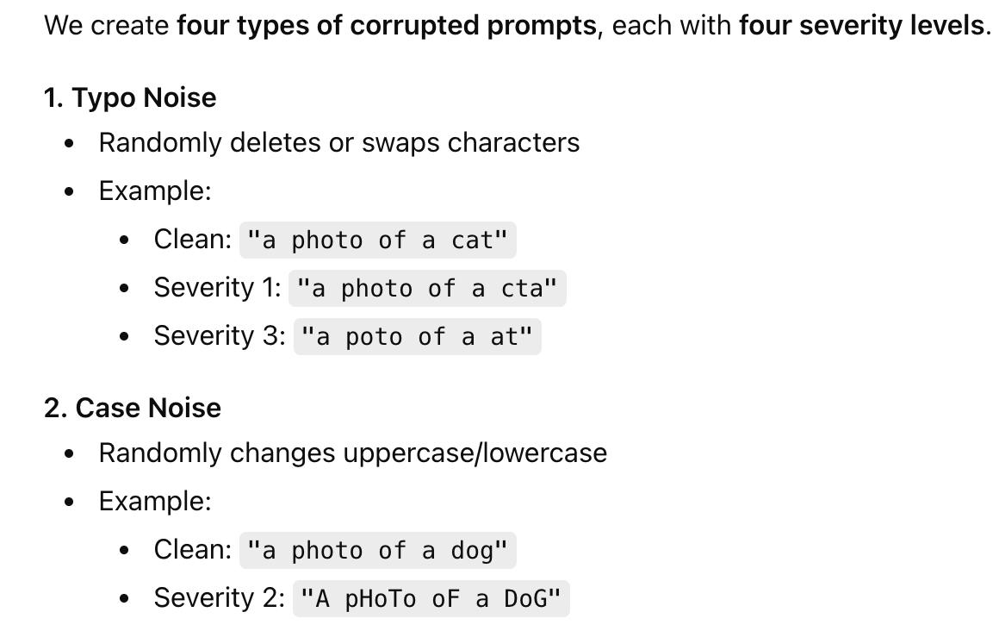 We create four types of corrupted prompts, each with four severity levels.
1. Typo Noise
• Randomly deletes or swaps characters
• Example:
• Clean: "a photo of a cat"
• Severity 1: "a photo of a cta"
• Severity 3: "a poto of a at"
2. Case Noise
• Randomly changes uppercase/lowercase
• Example:
• Clean: "a photo of a dog"
• Severity 2: "A pHoTo oF a DoG"